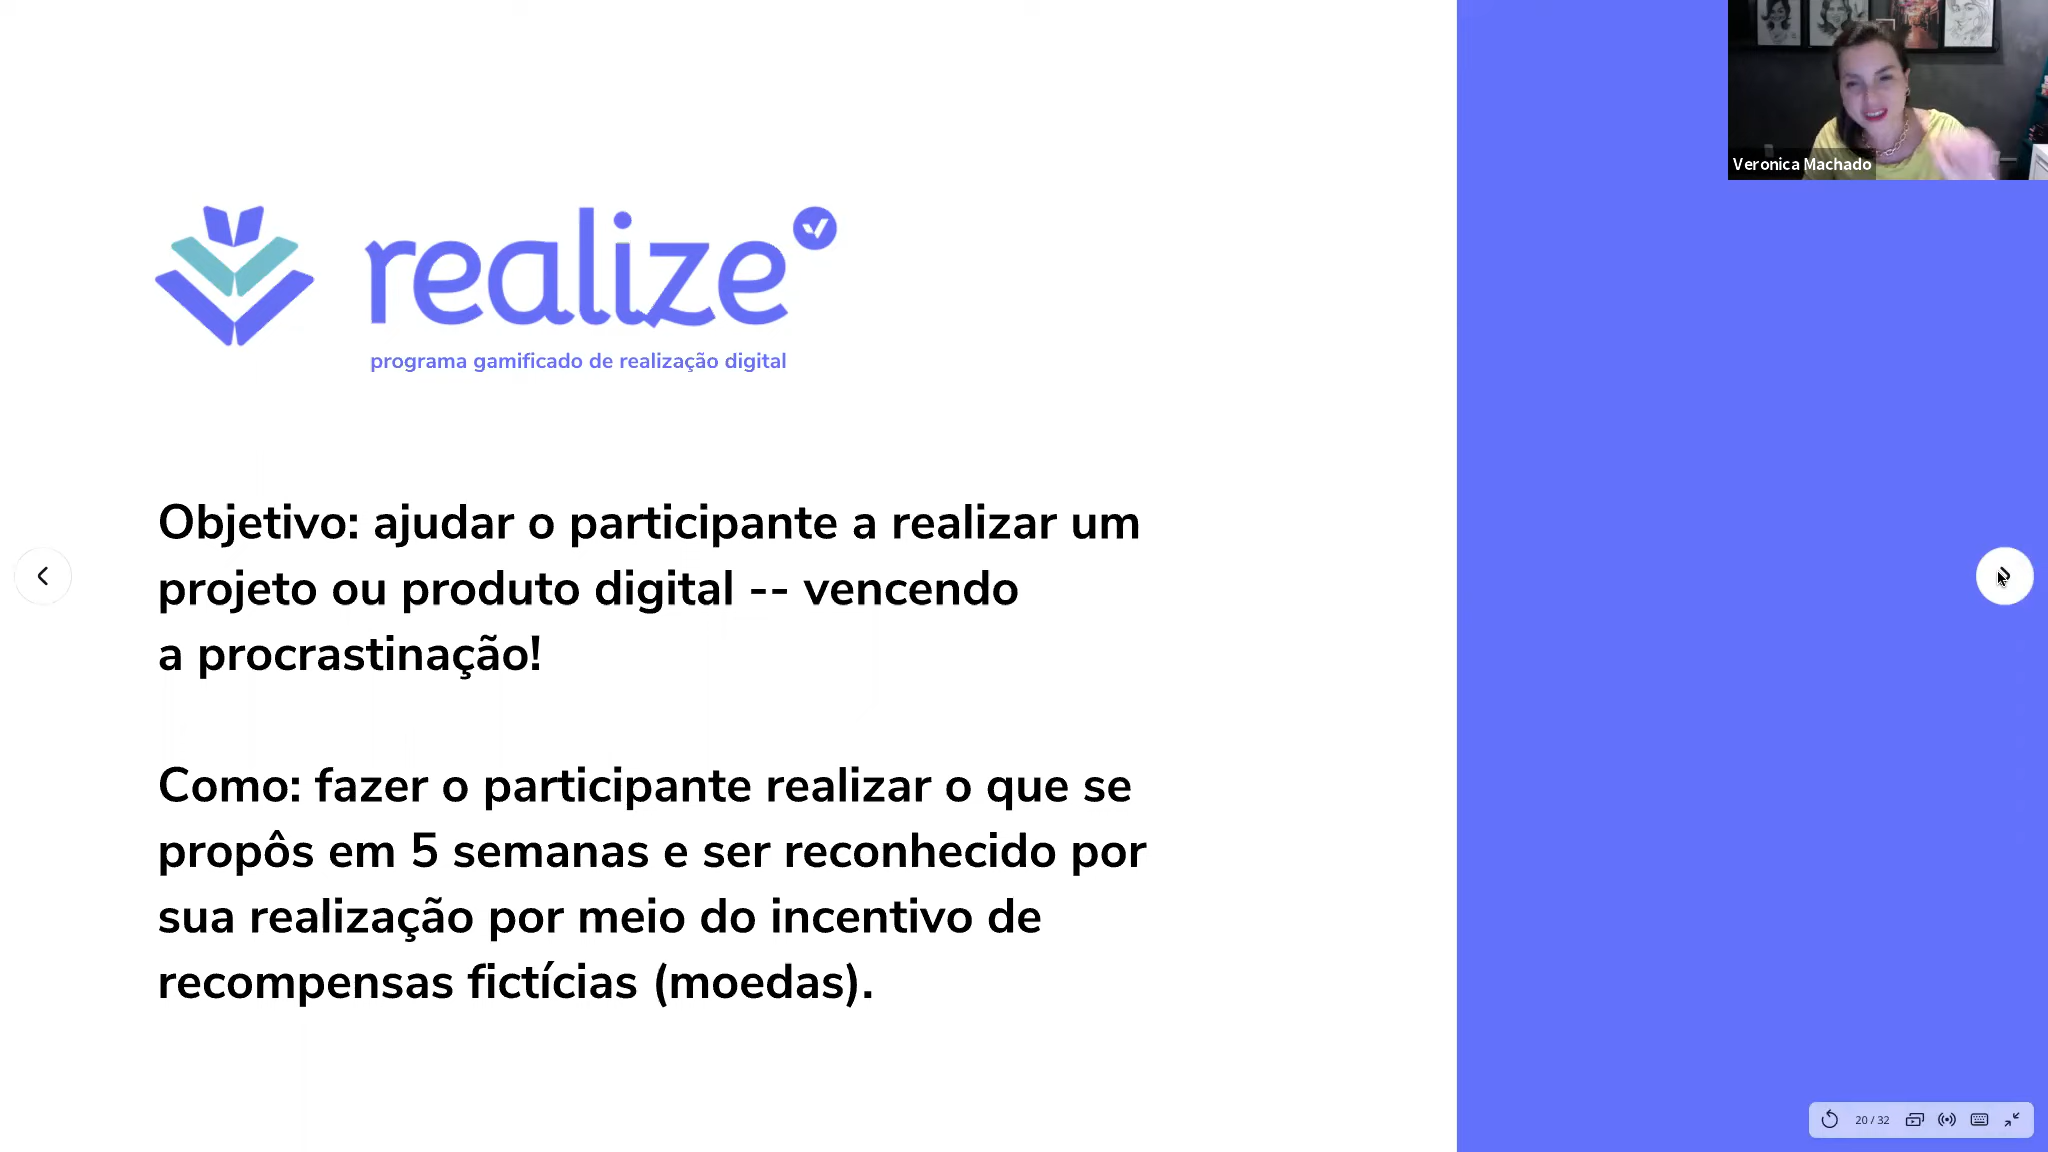 Veronica Machado
realize
programa gamificado de realização digital
Objetivo: ajudar o participante a realizar um
projeto ou produto digital -- vencendo
a procrastinação!
Como: fazer o participante realizar o que se
propôs em 5 semanas e ser reconhecido por
sua realização por meio do incentivo de
recompensas fictícias (moedas).
20 / 32